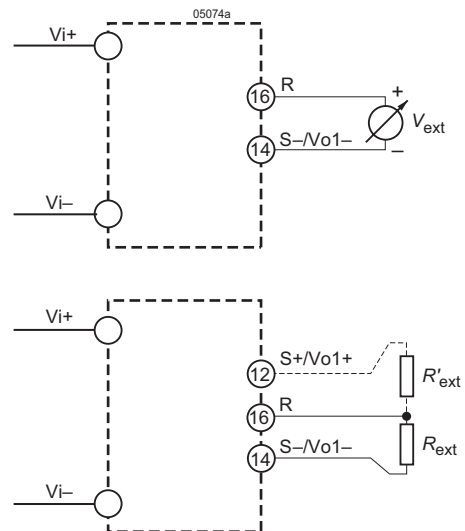 05074a
Vi+
16 R
+
Vext
14 S–/Vo1–
–
Vi–
Vi+
12 S+/Vo1+
R'ext
16 R
Rext
14 S–/Vo1–
Vi–